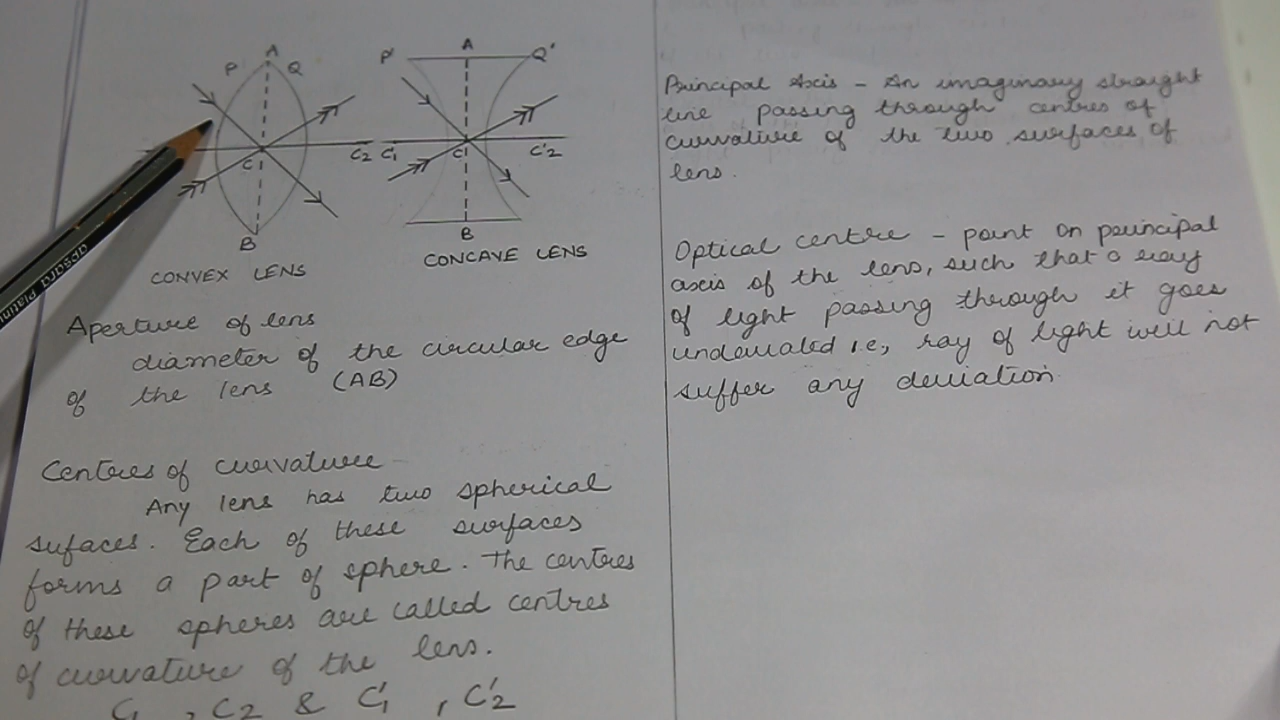 A
P
Q
C
C2
B
CONVEX LENS
P'
A
Q'
C1'
C
C'2
B
CONCAVE LENS
apsara Platinu
Aperture of lens
diameter of the circular edge
of the lens (AB)
Centres of curvature
Any lens has two spherical
sufaces. Each of these surfaces
forms a part of sphere. The centres
of these spheres are called centres
of curvature of the lens.
C1, C2 & C1', C'2
Principal Axis - An imaginary straight
line passing through centres of
curvature of the two surfaces of
lens.
Optical centre - point on principal
axis of the lens, such that a ray
of light passing through it goes
undeviated i.e, ray of light will not
suffer any deviation